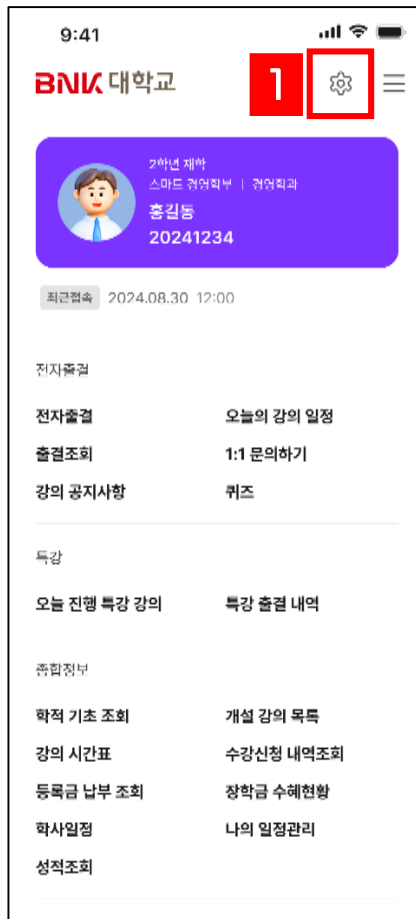 9:41
BNK 대학교
1
2학년 재학
스마트 경영학부 | 경영학과
홍길동
20241234
최근접속 2024.08.30 12:00
전자출결
전자출결 오늘의 강의 일정
출결조회 1:1 문의하기
강의 공지사항 퀴즈
특강
오늘 진행 특강 강의 특강 출결 내역
종합정보
학적 기초 조회 개설 강의 목록
강의 시간표 수강신청 내역조회
등록금 납부 조회 장학금 수혜현황
학사일정 나의 일정관리
성적조회